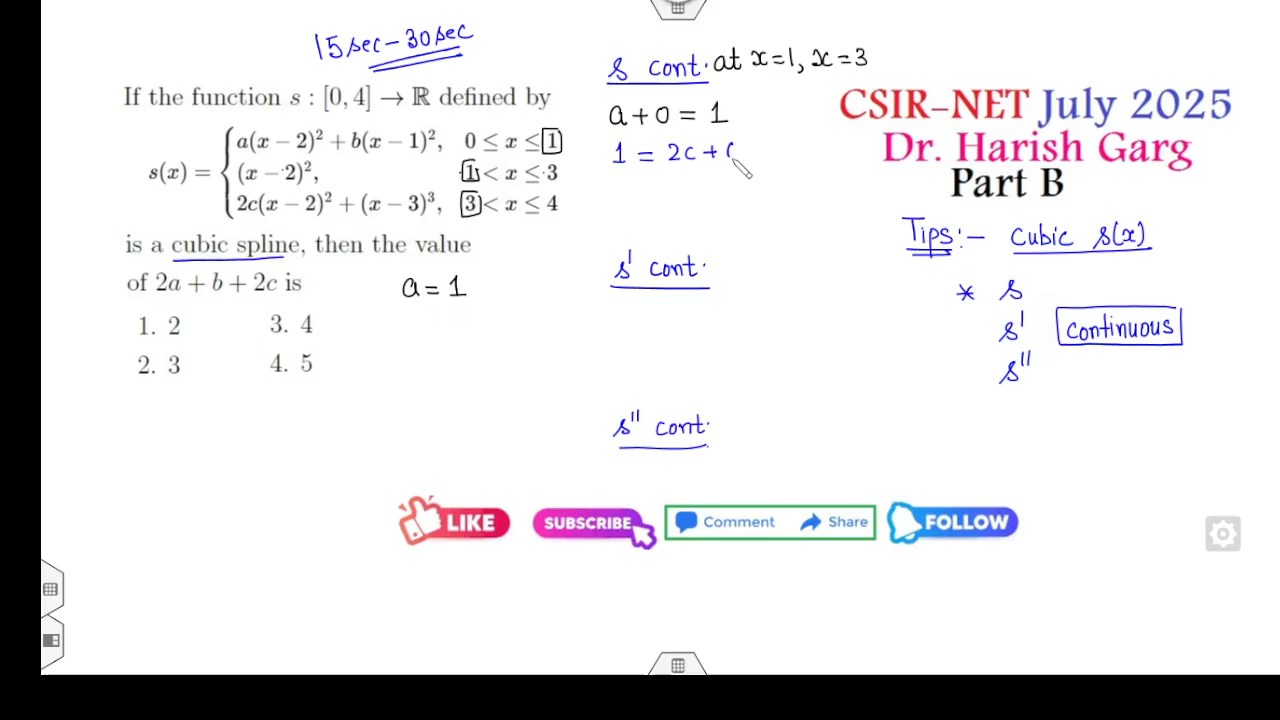 15sec - 30sec
If the function s : [0, 4] → ℝ defined by
s(x) = { a(x − 2)² + b(x − 1)², 0 ≤ x ≤ 1
(x − 2)², 1 < x ≤ 3
2c(x − 2)² + (x − 3)³, 3 < x ≤ 4
is a cubic spline, then the value
of 2a + b + 2c is
a = 1
1. 2
3. 4
2. 3
4. 5
s cont. at x=1, x=3
a+0 = 1
1 = 2c +
s' cont.
s'' cont.
CSIR-NET July 2025
Dr. Harish Garg
Part B
Tips:- Cubic s(x)
* s
s' continuous
s''
LIKE
SUBSCRIBE
Comment
Share
FOLLOW